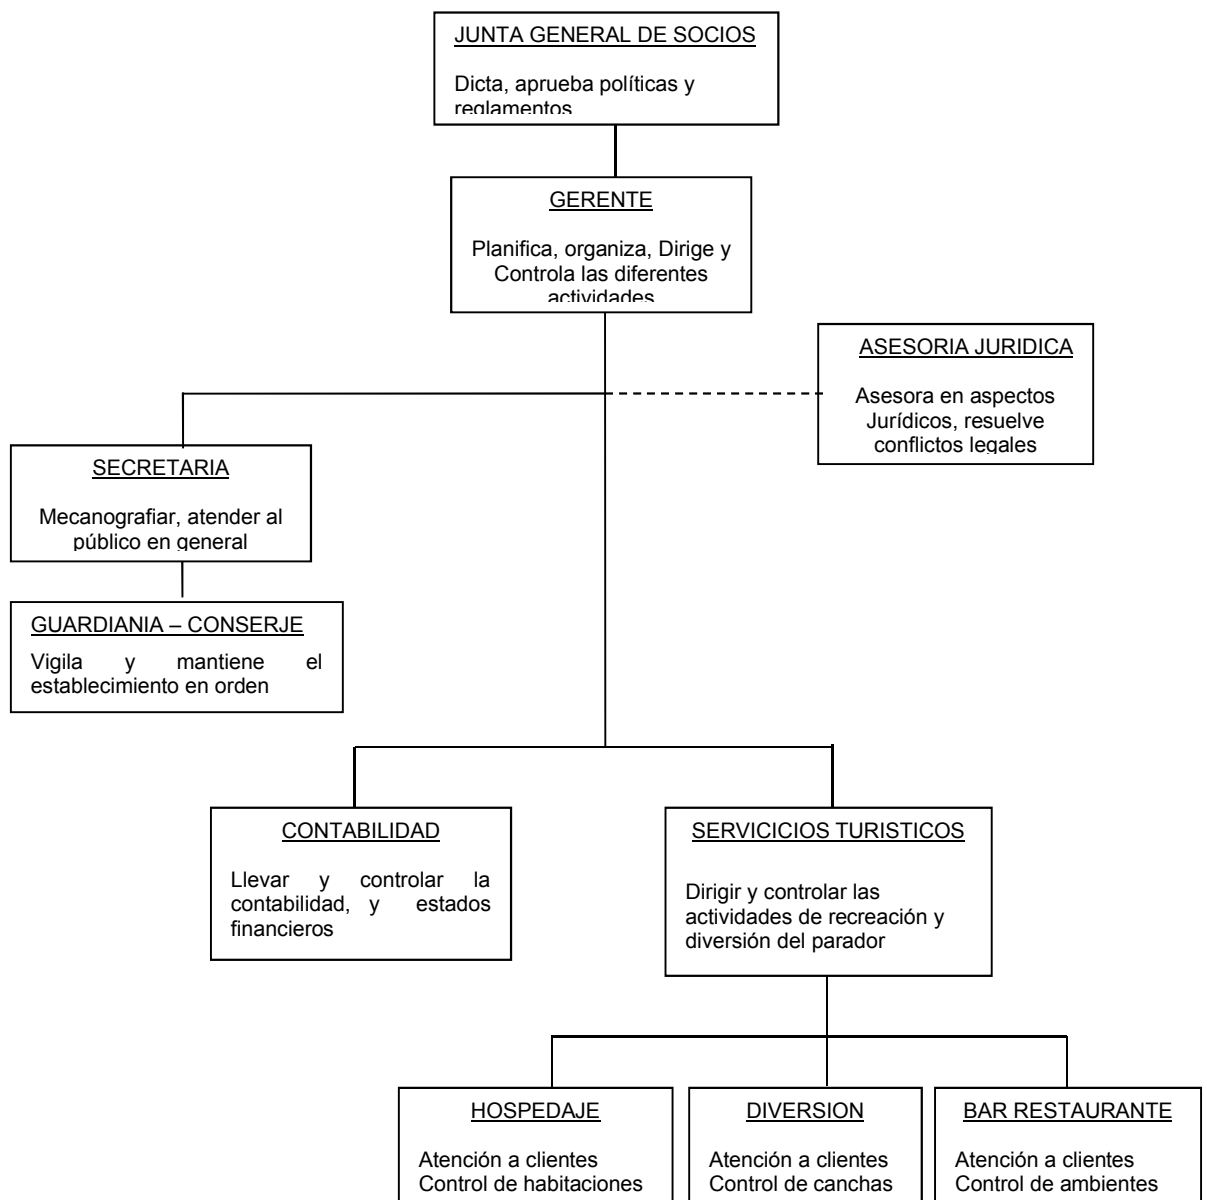 JUNTA GENERAL DE SOCIOS
Dicta, aprueba políticas y
reglamentos
GERENTE
Planifica, organiza, Dirige y
Controla las diferentes
actividades
ASESORIA JURIDICA
Asesora en aspectos
Jurídicos, resuelve
conflictos legales
SECRETARIA
Mecanografiar, atender al
público en general
GUARDIANIA – CONSERJE
Vigila y mantiene el
establecimiento en orden
CONTABILIDAD
Llevar y controlar la
contabilidad, y estados
financieros
SERVICICIOS TURISTICOS
Dirigir y controlar las
actividades de recreación y
diversión del parador
HOSPEDAJE
Atención a clientes
Control de habitaciones
DIVERSION
Atención a clientes
Control de canchas
BAR RESTAURANTE
Atención a clientes
Control de ambientes